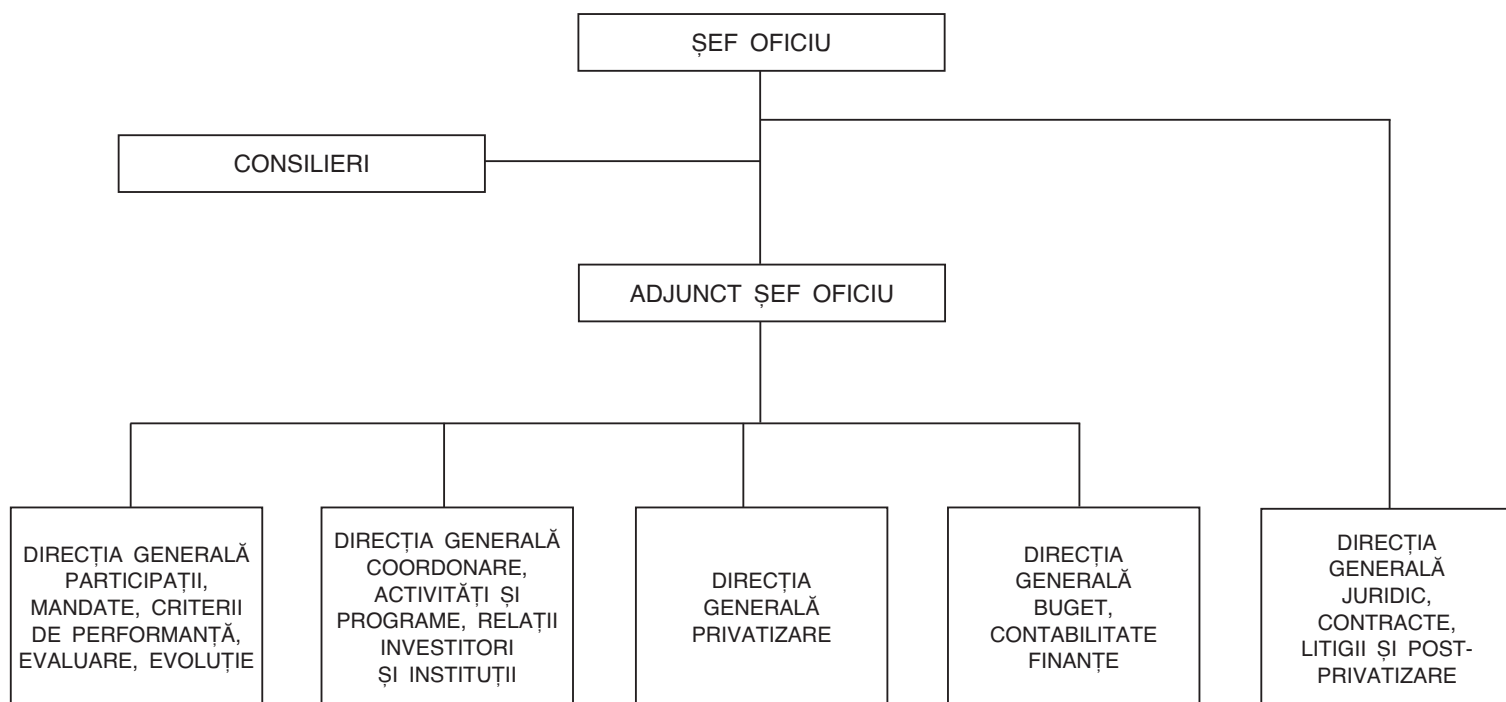 ȘEF OFICIU
CONSILIERI
ADJUNCT ȘEF OFICIU
DIRECȚIA GENERALĂ
PARTICIPAȚII,
MANDATE, CRITERII
DE PERFORMANȚĂ,
EVALUARE, EVOLUȚIE
DIRECȚIA GENERALĂ
COORDONARE,
ACTIVITĂȚI ȘI
PROGRAME, RELAȚII
INVESTITORI
ȘI INSTITUȚII
DIRECȚIA
GENERALĂ
PRIVATIZARE
DIRECȚIA
GENERALĂ
BUGET,
CONTABILITATE
FINANȚE
DIRECȚIA
GENERALĂ
JURIDIC,
CONTRACTE,
LITIGII ȘI POST-
PRIVATIZARE